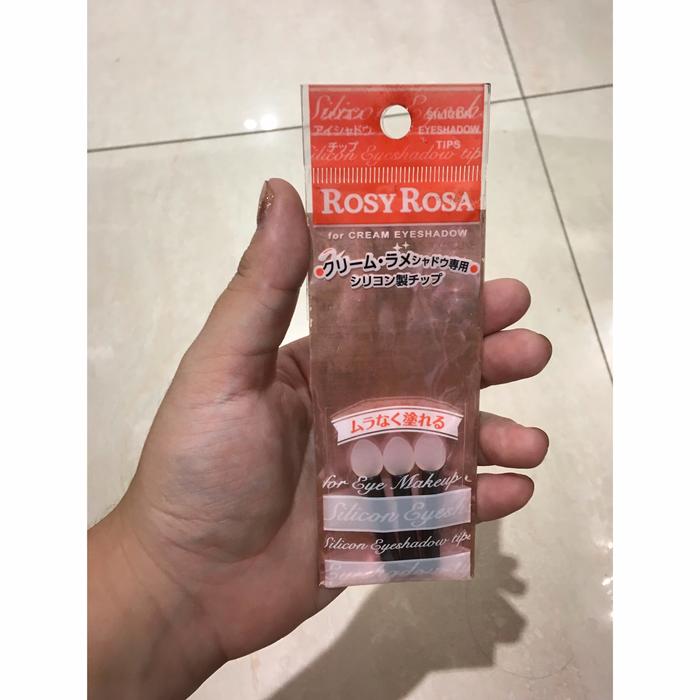 Silicon Eyesh
アイシャドウ
チップ
SILICON
EYESHADOW
TIPS
ilicon Eyeshadow tips
ROSY ROSA
for CREAM EYESHADOW
クリーム・ラメシャドウ専用
シリコン製チップ
ムラなく塗れる
for Eye Makeup
Silicon Eyesh
Silicon Eyeshadow tips
Eyeshadow